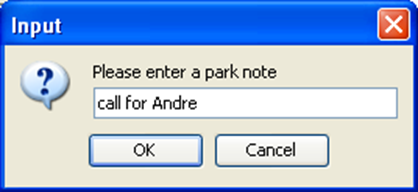 Input
Please enter a park note
call for Andre
OK Cancel